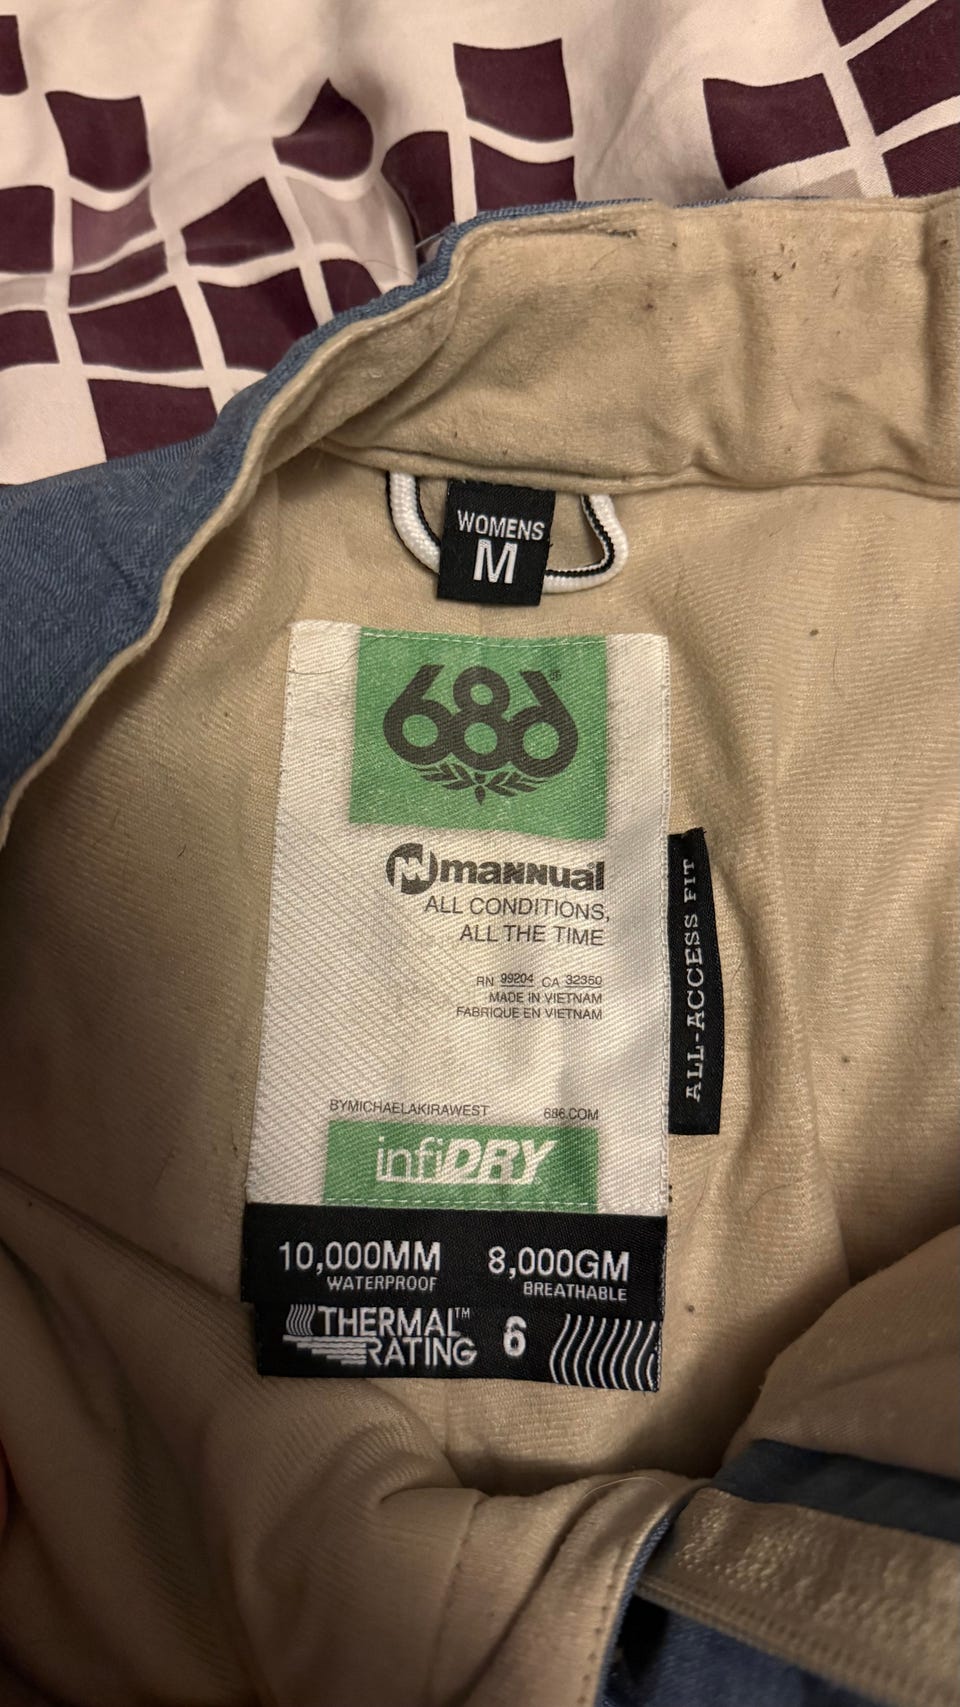 WOMENS
M
686®
mannual
ALL CONDITIONS,
ALL THE TIME
RN 99204 CA 32350
MADE IN VIETNAM
FABRIQUE EN VIETNAM
BYMICHAELAKIRAWEST 686.COM
infiDRY
10,000MM 8,000GM
WATERPROOF BREATHABLE
THERMAL™ 6
RATING
ALL-ACCESS FIT